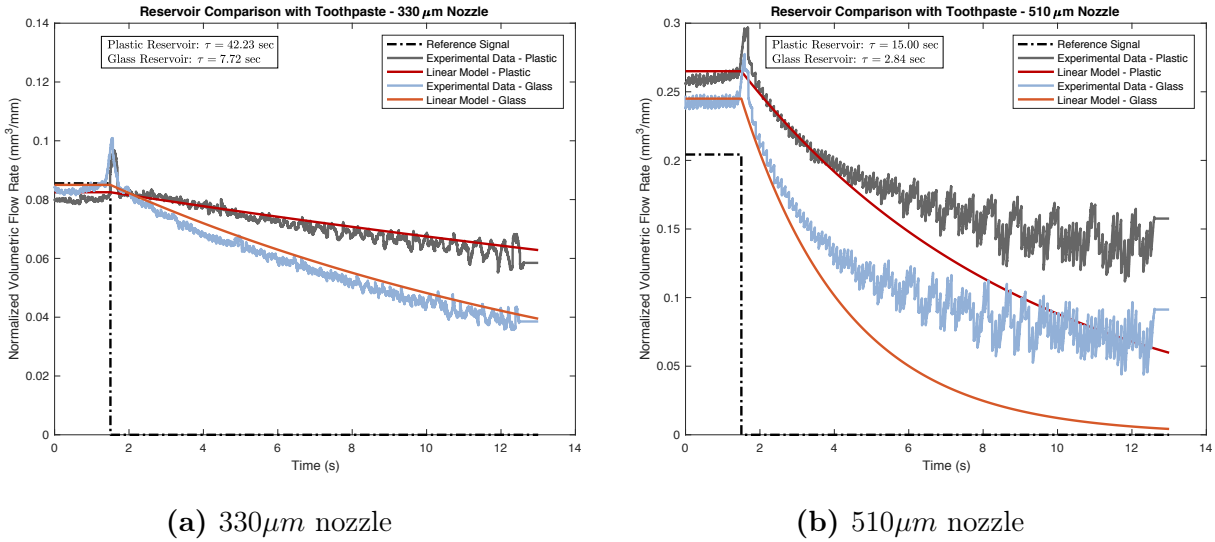 Reservoir Comparison with Toothpaste - 330 μm Nozzle
0.14
0.12
0.1
0.08
0.06
0.04
0.02
0
Normalized Volumetric Flow Rate (mm³/mm)
Plastic Reservoir: τ = 42.23 sec
Glass Reservoir: τ = 7.72 sec
Reference Signal
Experimental Data - Plastic
Linear Model - Plastic
Experimental Data - Glass
Linear Model - Glass
0 2 4 6 8 10 12 14
Time (s)
(a) 330μm nozzle
Reservoir Comparison with Toothpaste - 510 μm Nozzle
0.3
0.25
0.2
0.15
0.1
0.05
0
Normalized Volumetric Flow Rate (mm³/mm)
Plastic Reservoir: τ = 15.00 sec
Glass Reservoir: τ = 2.84 sec
Reference Signal
Experimental Data - Plastic
Linear Model - Plastic
Experimental Data - Glass
Linear Model - Glass
0 2 4 6 8 10 12 14
Time (s)
(b) 510μm nozzle